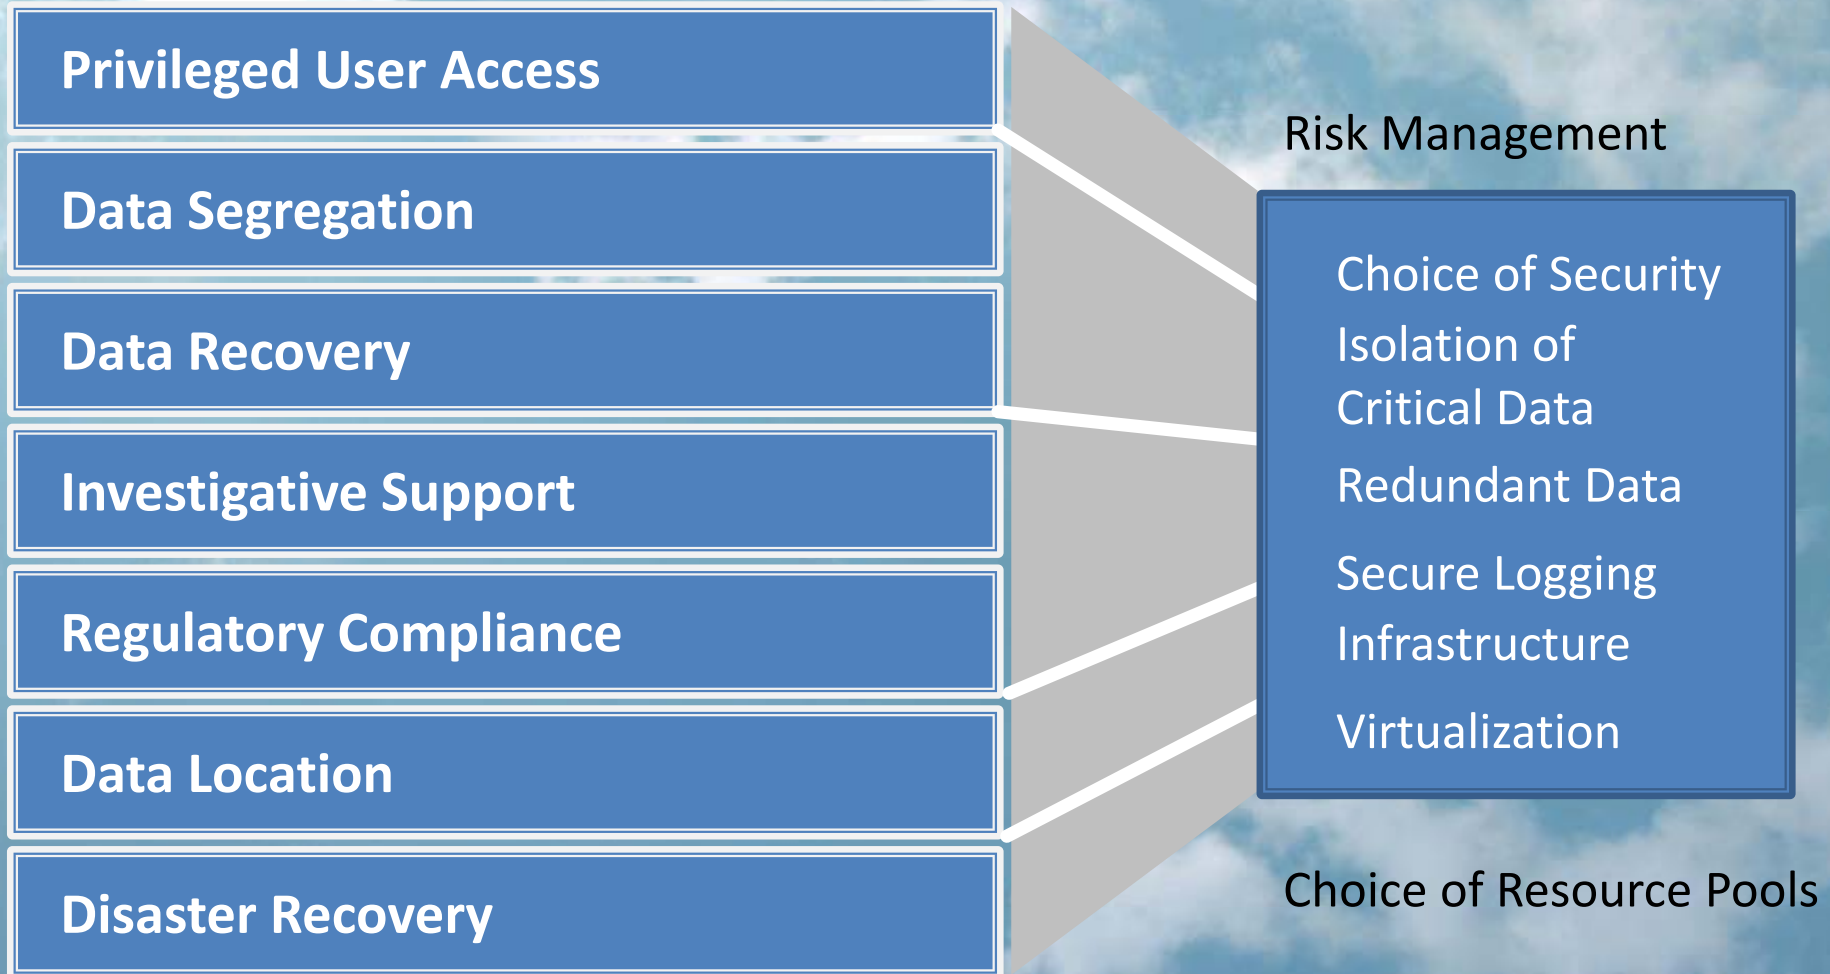 Privileged User Access
Data Segregation
Data Recovery
Investigative Support
Regulatory Compliance
Data Location
Disaster Recovery
Risk Management
Choice of Security
Isolation of
Critical Data
Redundant Data
Secure Logging
Infrastructure
Virtualization
Choice of Resource Pools